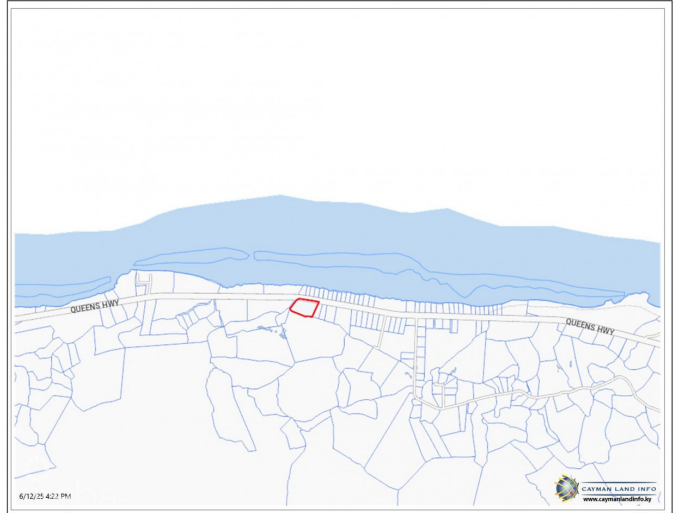 QUEENS HWY
QUEENS HWY
6/12/25 4:22 PM
CAYMAN LAND INFO
www.caymanlandinfo.ky